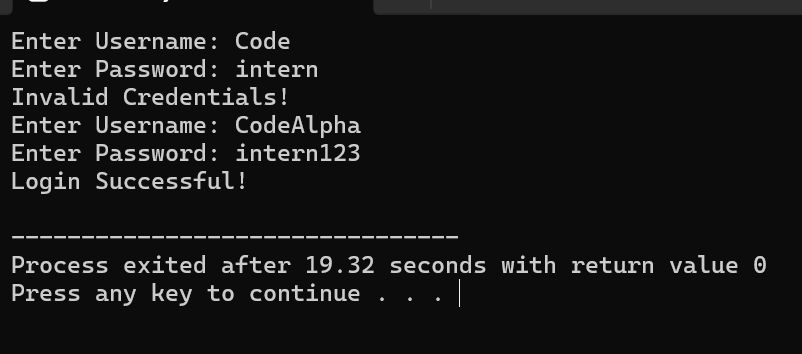 Enter Username: Code
Enter Password: intern
Invalid Credentials!
Enter Username: CodeAlpha
Enter Password: intern123
Login Successful!
--------------------------------
Process exited after 19.32 seconds with return value 0
Press any key to continue . . .